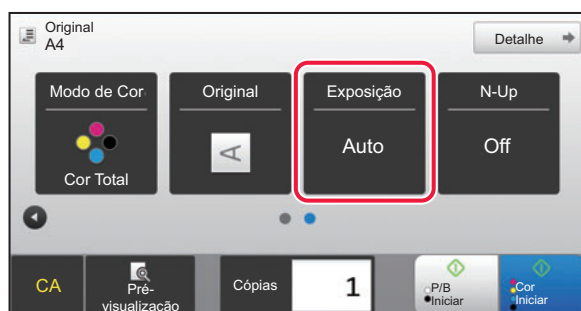 Original
A4
Detalhe
Modo de Cor
Original
Exposição
N-Up
A
Auto
Off
Cor Total
CA
Pré-
visualização
Cópias
1
P/B
Iniciar
Cor
Iniciar